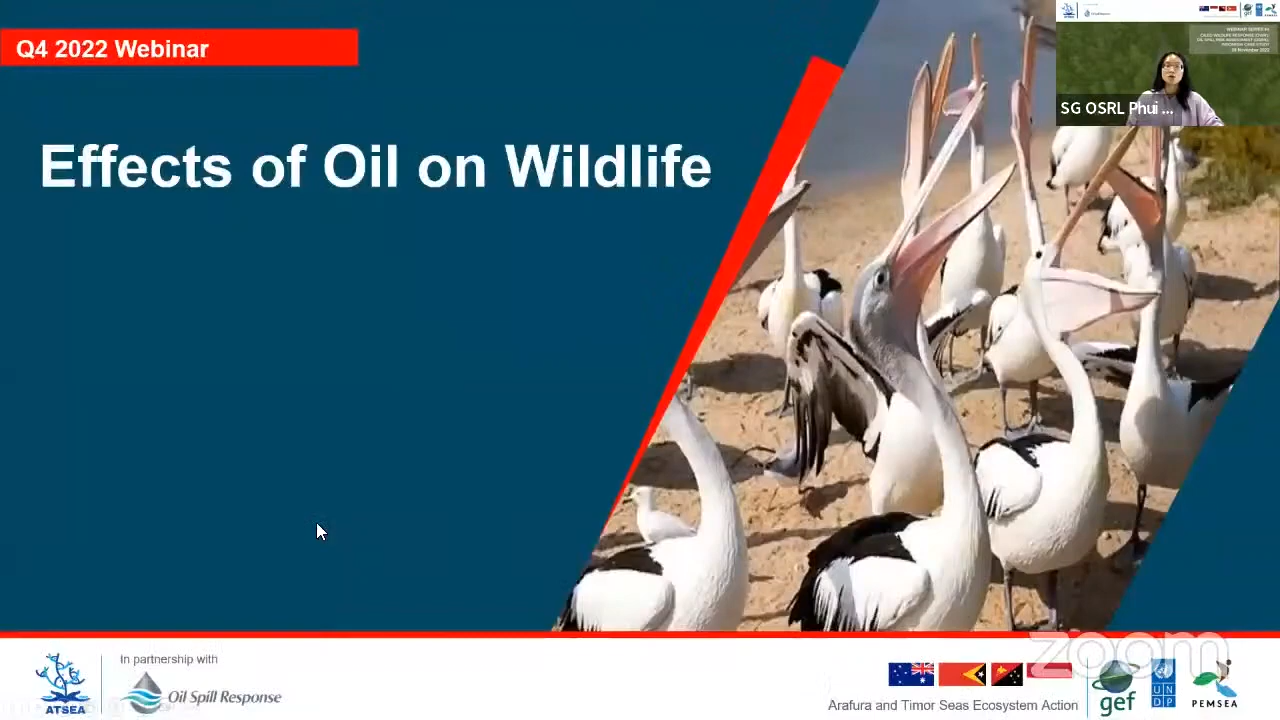 Q4 2022 Webinar
Effects of Oil on Wildlife
SG OSRL Phui ...
In partnership with
ATSEA
Oil Spill Response
zoom
Arafura and Timor Seas Ecosystem Action
gef
U N
D P
PEMSEA